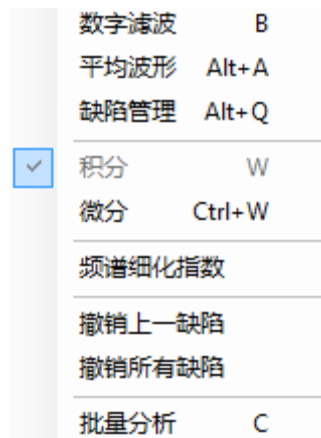 数字滤波 B
平均波形 Alt+A
缺陷管理 Alt+Q
积分 W
微分 Ctrl+W
频谱细化指数
撤销上一缺陷
撤销所有缺陷
批量分析 C